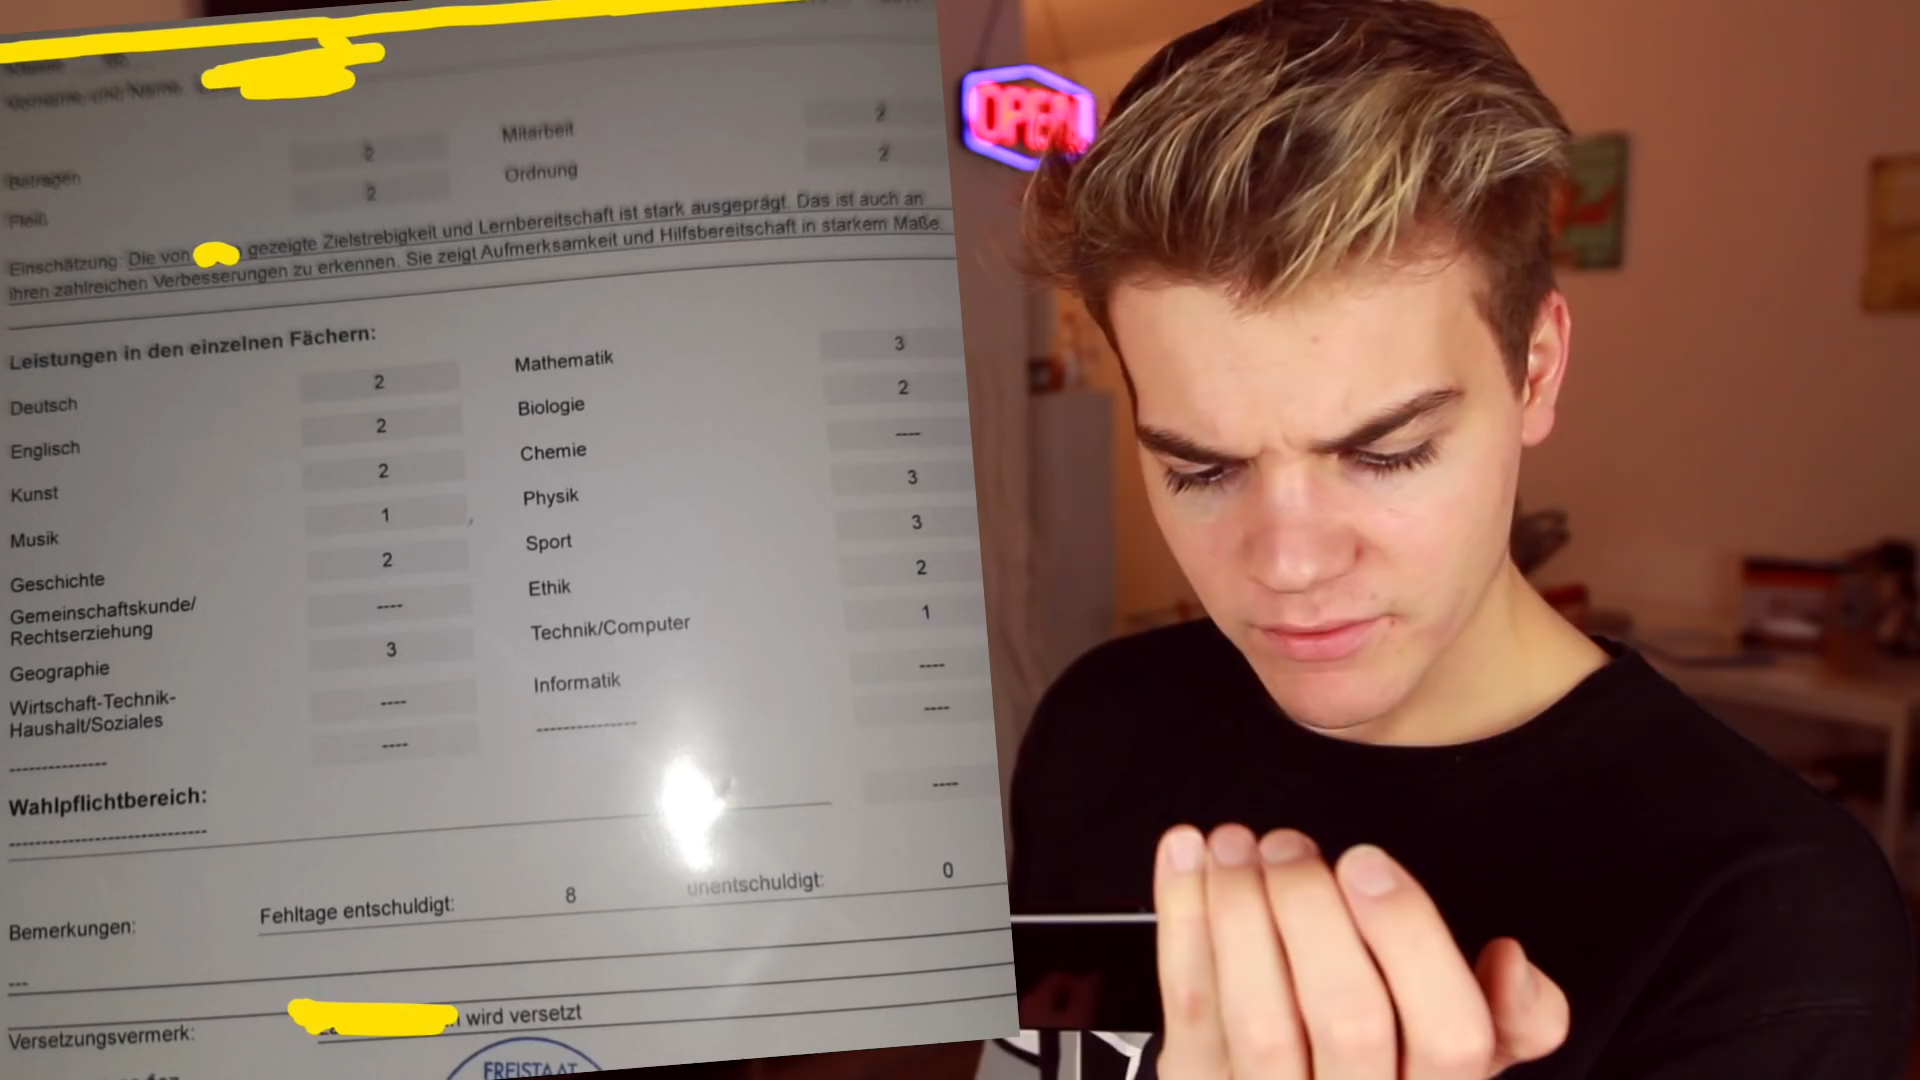 OPEN
Vorname und Name
Betragen 2 Mitarbeit 2
Fleiß 2 Ordnung 2
Einschätzung: Die von gezeigte Zielstrebigkeit und Lernbereitschaft ist stark ausgeprägt. Das ist auch an
ihren zahlreichen Verbesserungen zu erkennen. Sie zeigt Aufmerksamkeit und Hilfsbereitschaft in starkem Maße.
Leistungen in den einzelnen Fächern:
Deutsch 2 Mathematik 3
Englisch 2 Biologie 2
Kunst 2 Chemie ----
Musik 1 Physik 3
Geschichte 2 Sport 3
Gemeinschaftskunde/
Rechtserziehung ---- Ethik 2
Geographie 3 Technik/Computer 1
Wirtschaft-Technik-
Haushalt/Soziales ---- Informatik ----
--------------- ---- --------------- ----
Wahlpflichtbereich:
----------------------------- ----
Bemerkungen: Fehltage entschuldigt: 8 unentschuldigt: 0
---
Versetzungsvermerk: wird versetzt
FREISTAAT